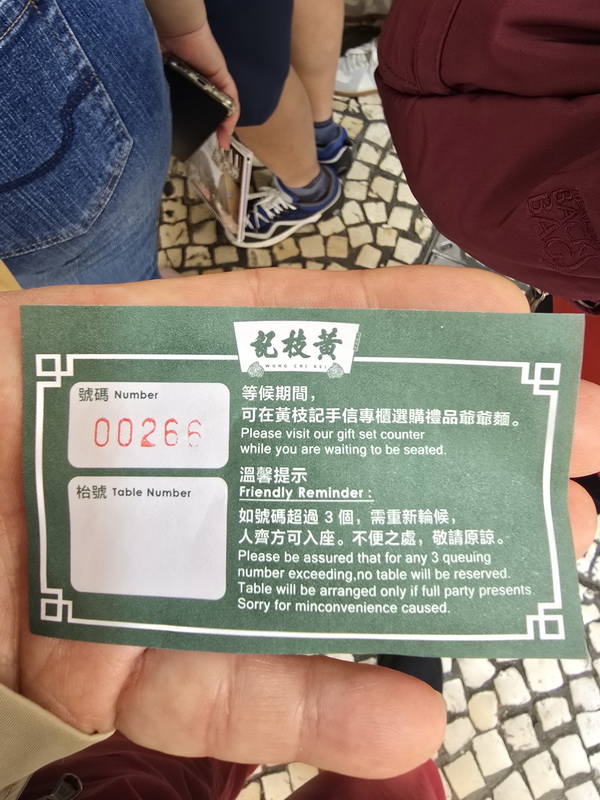 黃枝記
WONG CHI KEI
號碼 Number
00266
枱號 Table Number
等候期間，
可在黃枝記手信專櫃選購禮品爺爺麵。
Please visit our gift set counter
while you are waiting to be seated.
溫馨提示
Friendly Reminder :
如號碼超過 3 個，需重新輪候，
人齊方可入座。不便之處，敬請原諒。
Please be assured that for any 3 queuing
number exceeding,no table will be reserved.
Table will be arranged only if full party presents.
Sorry for minconvenience caused.
BACK
BAGS